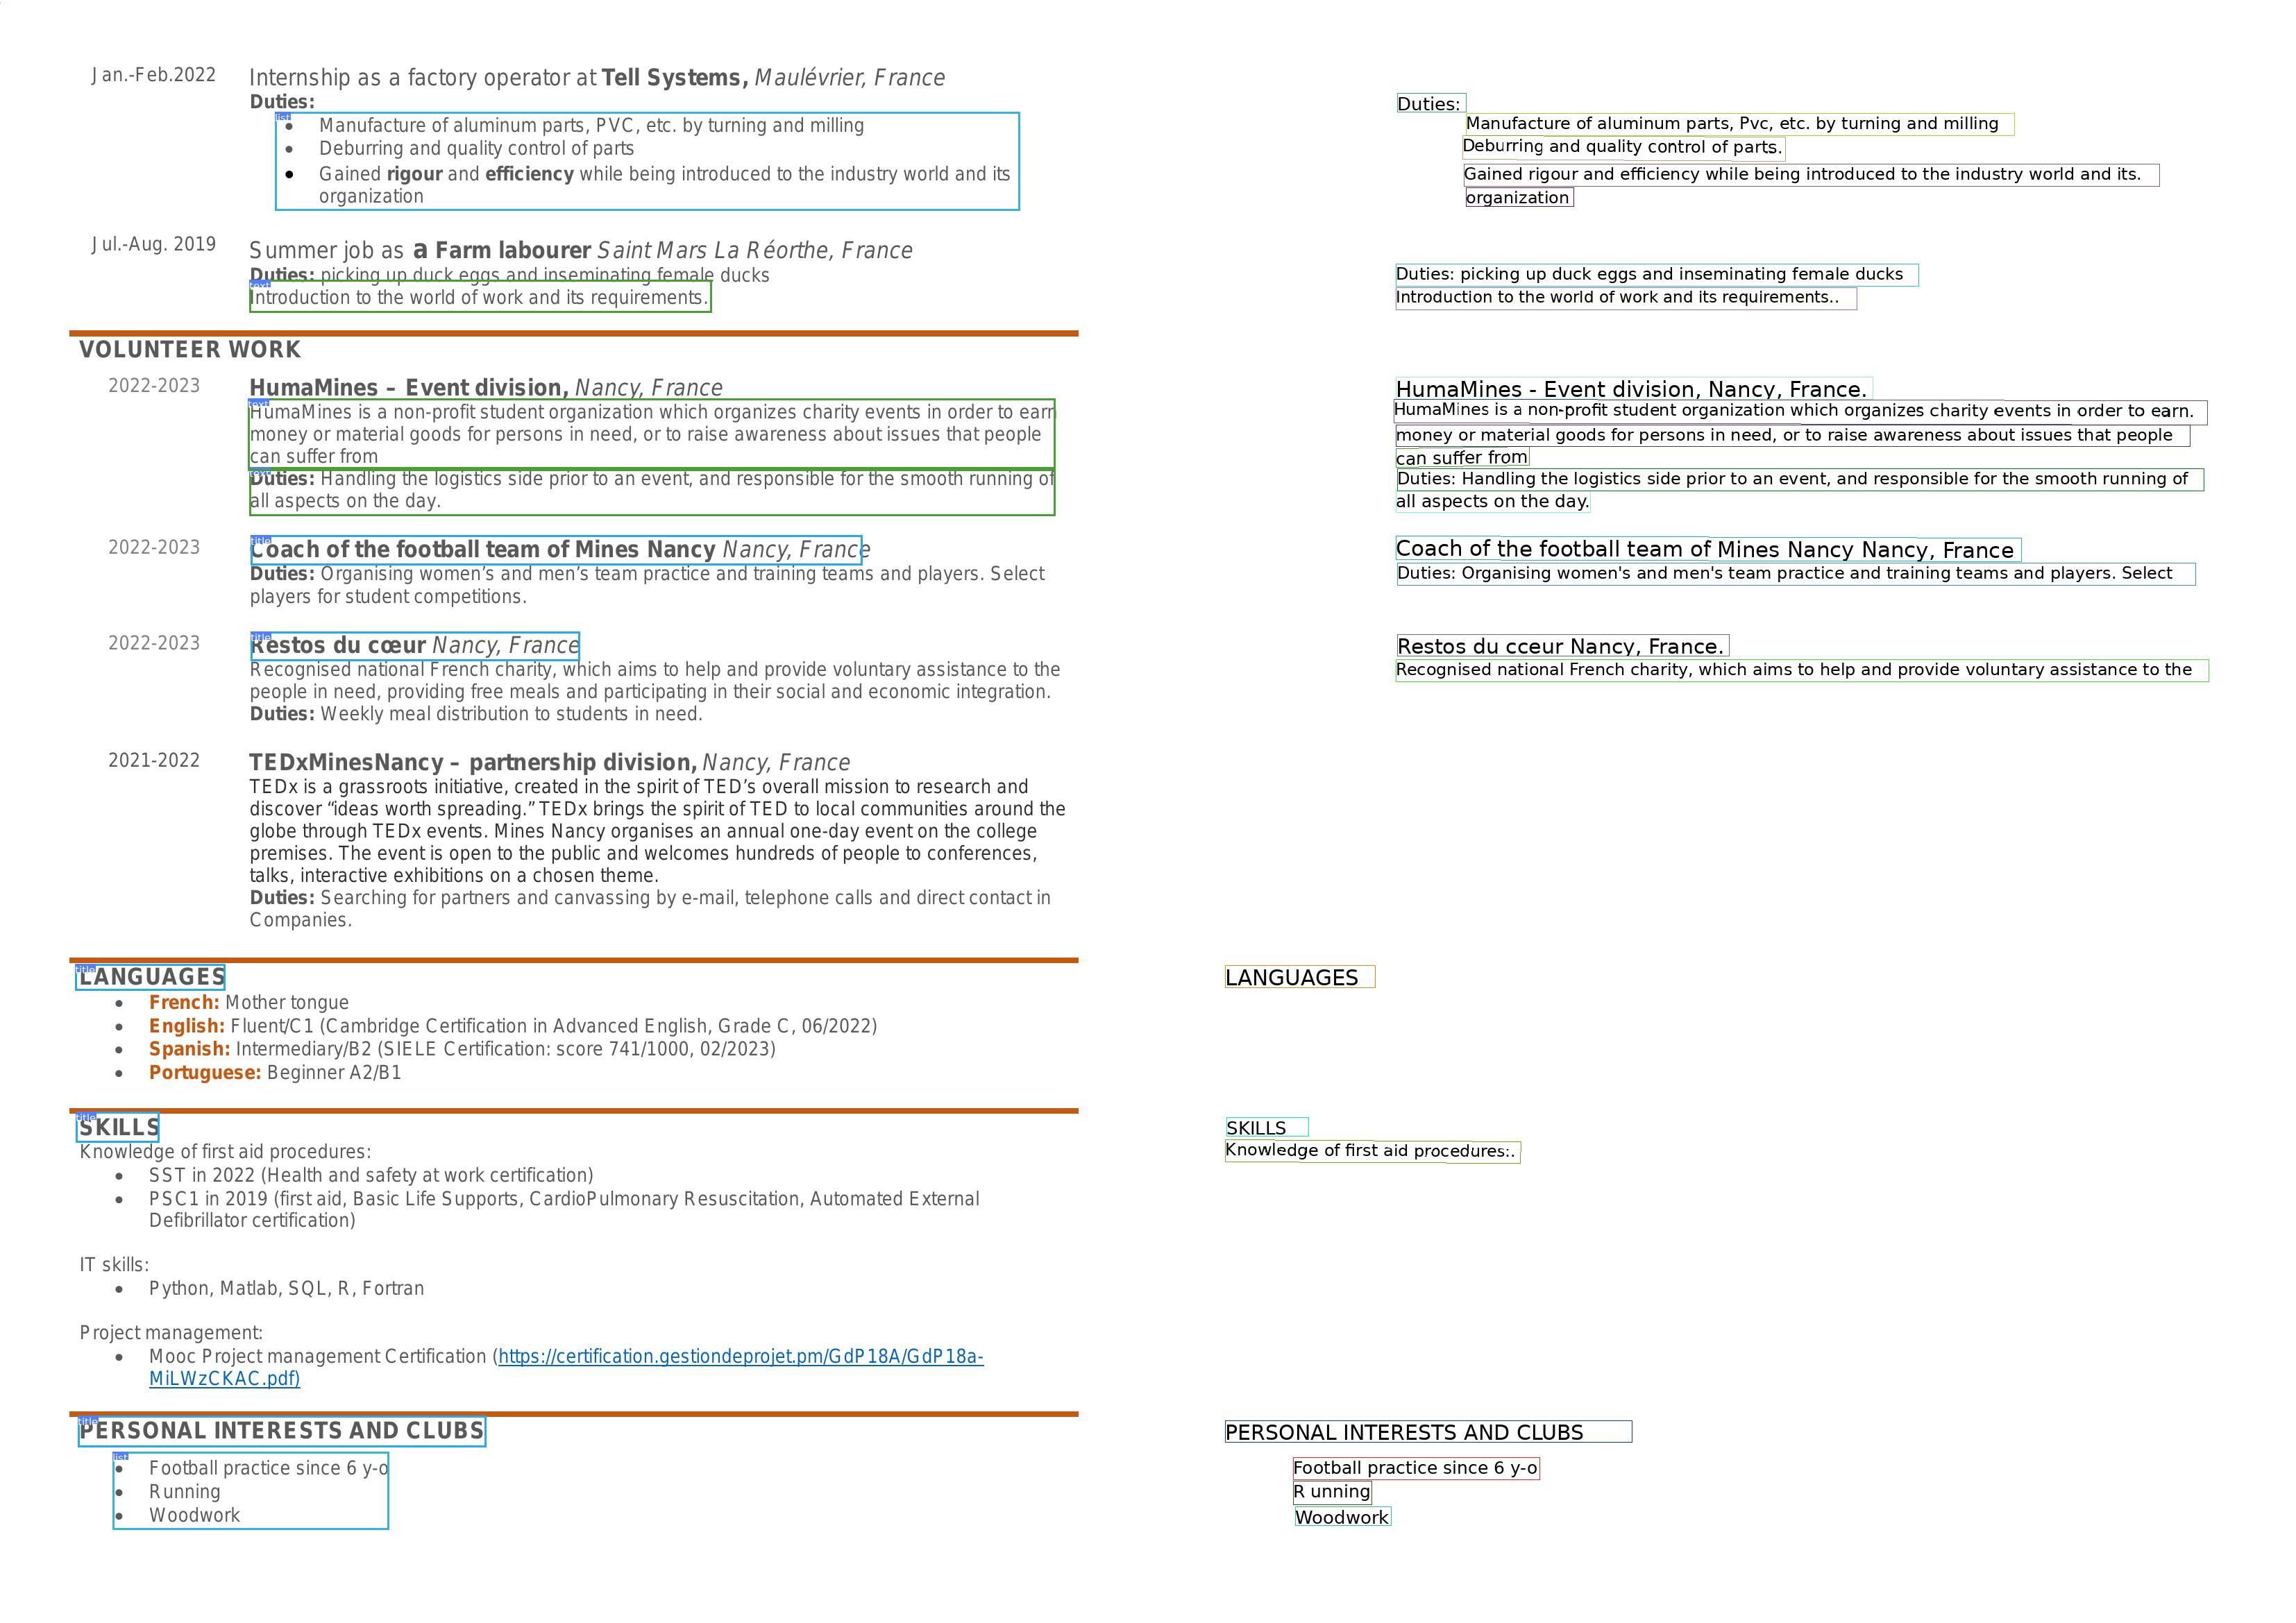 Jan.-Feb.2022
Internship as a factory operator at Tell Systems, Maulévrier, France
Duties:
list
• Manufacture of aluminum parts, PVC, etc. by turning and milling
• Deburring and quality control of parts
• Gained rigour and efficiency while being introduced to the industry world and its
organization
Jul.-Aug. 2019
Summer job as a Farm labourer Saint Mars La Réorthe, France
Duties: picking up duck eggs and inseminating female ducks
text
Introduction to the world of work and its requirements.
VOLUNTEER WORK
2022-2023
HumaMines – Event division, Nancy, France
text
HumaMines is a non-profit student organization which organizes charity events in order to earn
money or material goods for persons in need, or to raise awareness about issues that people
can suffer from
text
Duties: Handling the logistics side prior to an event, and responsible for the smooth running of
all aspects on the day.
2022-2023
title
Coach of the football team of Mines Nancy Nancy, France
Duties: Organising women’s and men’s team practice and training teams and players. Select
players for student competitions.
2022-2023
title
Restos du cœur Nancy, France
Recognised national French charity, which aims to help and provide voluntary assistance to the
people in need, providing free meals and participating in their social and economic integration.
Duties: Weekly meal distribution to students in need.
2021-2022
TEDxMinesNancy – partnership division, Nancy, France
TEDx is a grassroots initiative, created in the spirit of TED’s overall mission to research and
discover “ideas worth spreading.” TEDx brings the spirit of TED to local communities around the
globe through TEDx events. Mines Nancy organises an annual one-day event on the college
premises. The event is open to the public and welcomes hundreds of people to conferences,
talks, interactive exhibitions on a chosen theme.
Duties: Searching for partners and canvassing by e-mail, telephone calls and direct contact in
Companies.
title
LANGUAGES
• French: Mother tongue
• English: Fluent/C1 (Cambridge Certification in Advanced English, Grade C, 06/2022)
• Spanish: Intermediary/B2 (SIELE Certification: score 741/1000, 02/2023)
• Portuguese: Beginner A2/B1
title
SKILLS
Knowledge of first aid procedures:
• SST in 2022 (Health and safety at work certification)
• PSC1 in 2019 (first aid, Basic Life Supports, CardioPulmonary Resuscitation, Automated External
Defibrillator certification)
IT skills:
• Python, Matlab, SQL, R, Fortran
Project management:
• Mooc Project management Certification (https://certification.gestiondeprojet.pm/GdP18A/GdP18a-
MiLWzCKAC.pdf)
title
PERSONAL INTERESTS AND CLUBS
list
• Football practice since 6 y-o
• Running
• Woodwork
Duties:
Manufacture of aluminum parts, Pvc, etc. by turning and milling
Deburring and quality control of parts.
Gained rigour and efficiency while being introduced to the industry world and its.
organization
Duties: picking up duck eggs and inseminating female ducks
Introduction to the world of work and its requirements..
HumaMines - Event division, Nancy, France.
HumaMines is a non-profit student organization which organizes charity events in order to earn.
money or material goods for persons in need, or to raise awareness about issues that people
can suffer from
Duties: Handling the logistics side prior to an event, and responsible for the smooth running of
all aspects on the day.
Coach of the football team of Mines Nancy Nancy, France
Duties: Organising women's and men's team practice and training teams and players. Select
Restos du cceur Nancy, France.
Recognised national French charity, which aims to help and provide voluntary assistance to the
LANGUAGES
SKILLS
Knowledge of first aid procedures:.
PERSONAL INTERESTS AND CLUBS
Football practice since 6 y-o
R unning
Woodwork